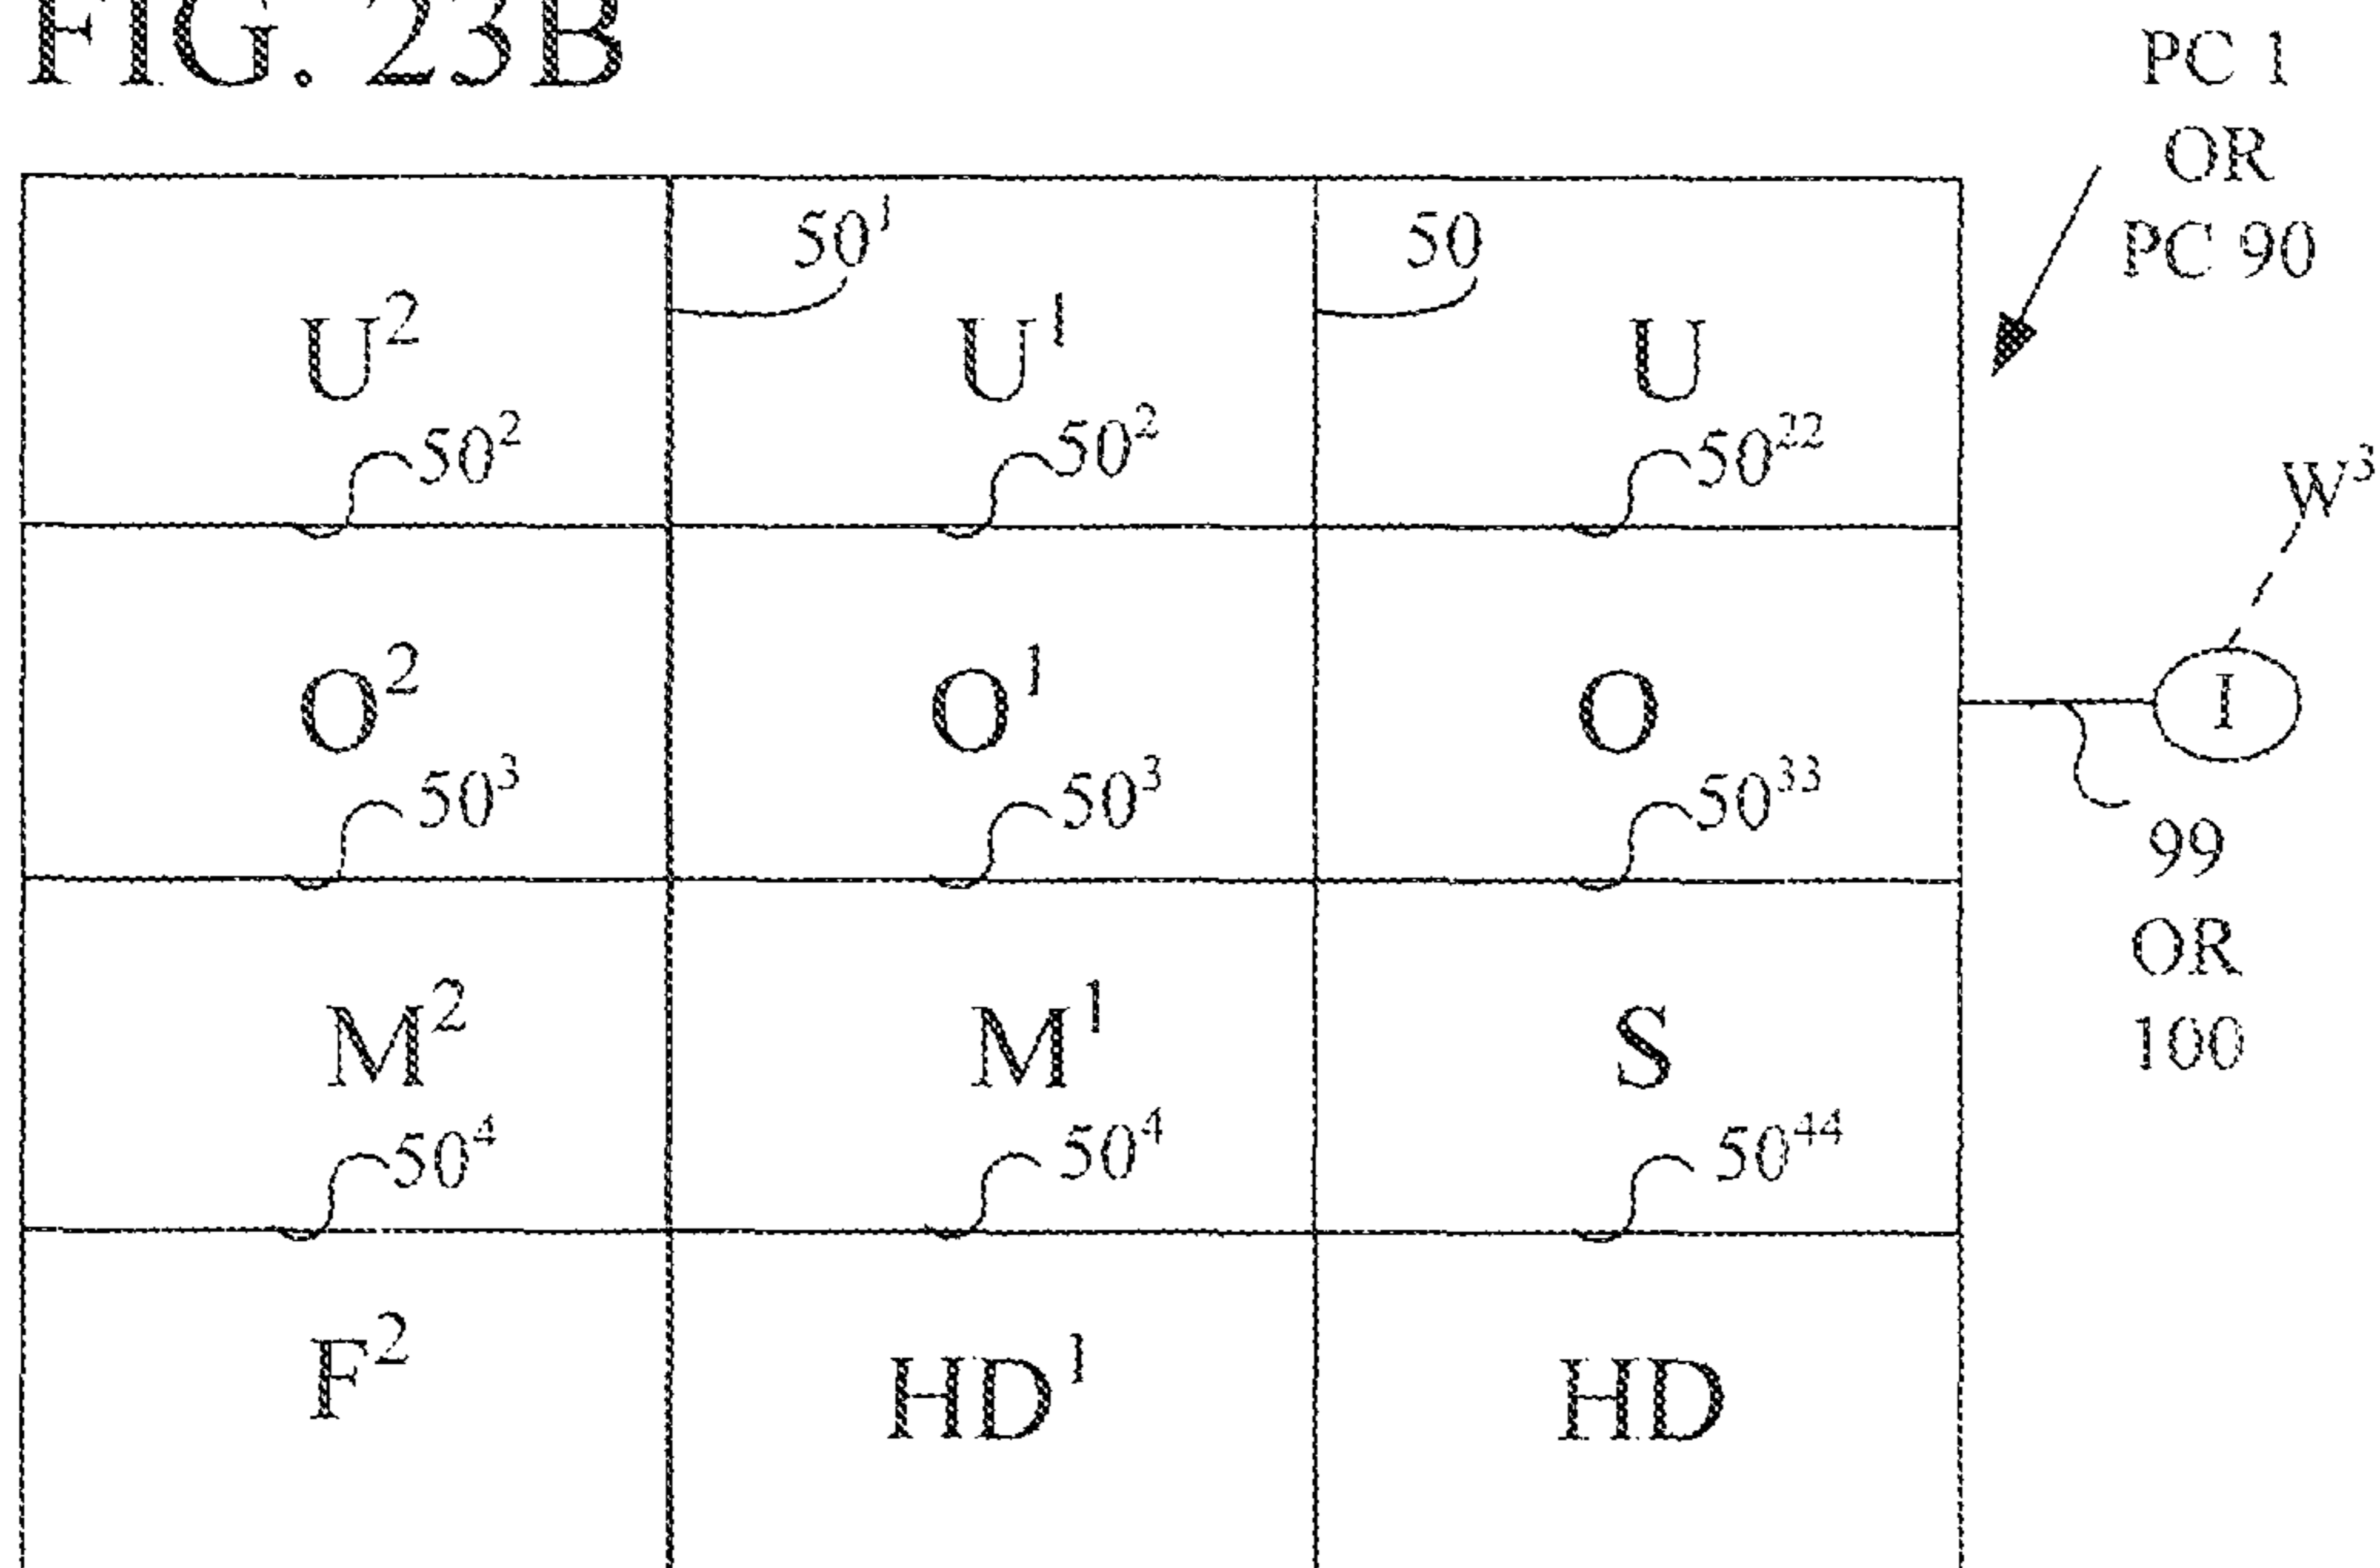 FIG. 23B
PC 1
OR
PC 90
50¹ 50
U² U¹ U
50² 50² 50²²
W³
O² O¹ O
I
50³ 50³ 50³³
99
OR
100
M² M¹ S
50⁴ 50⁴ 50⁴⁴
F² HD¹ HD